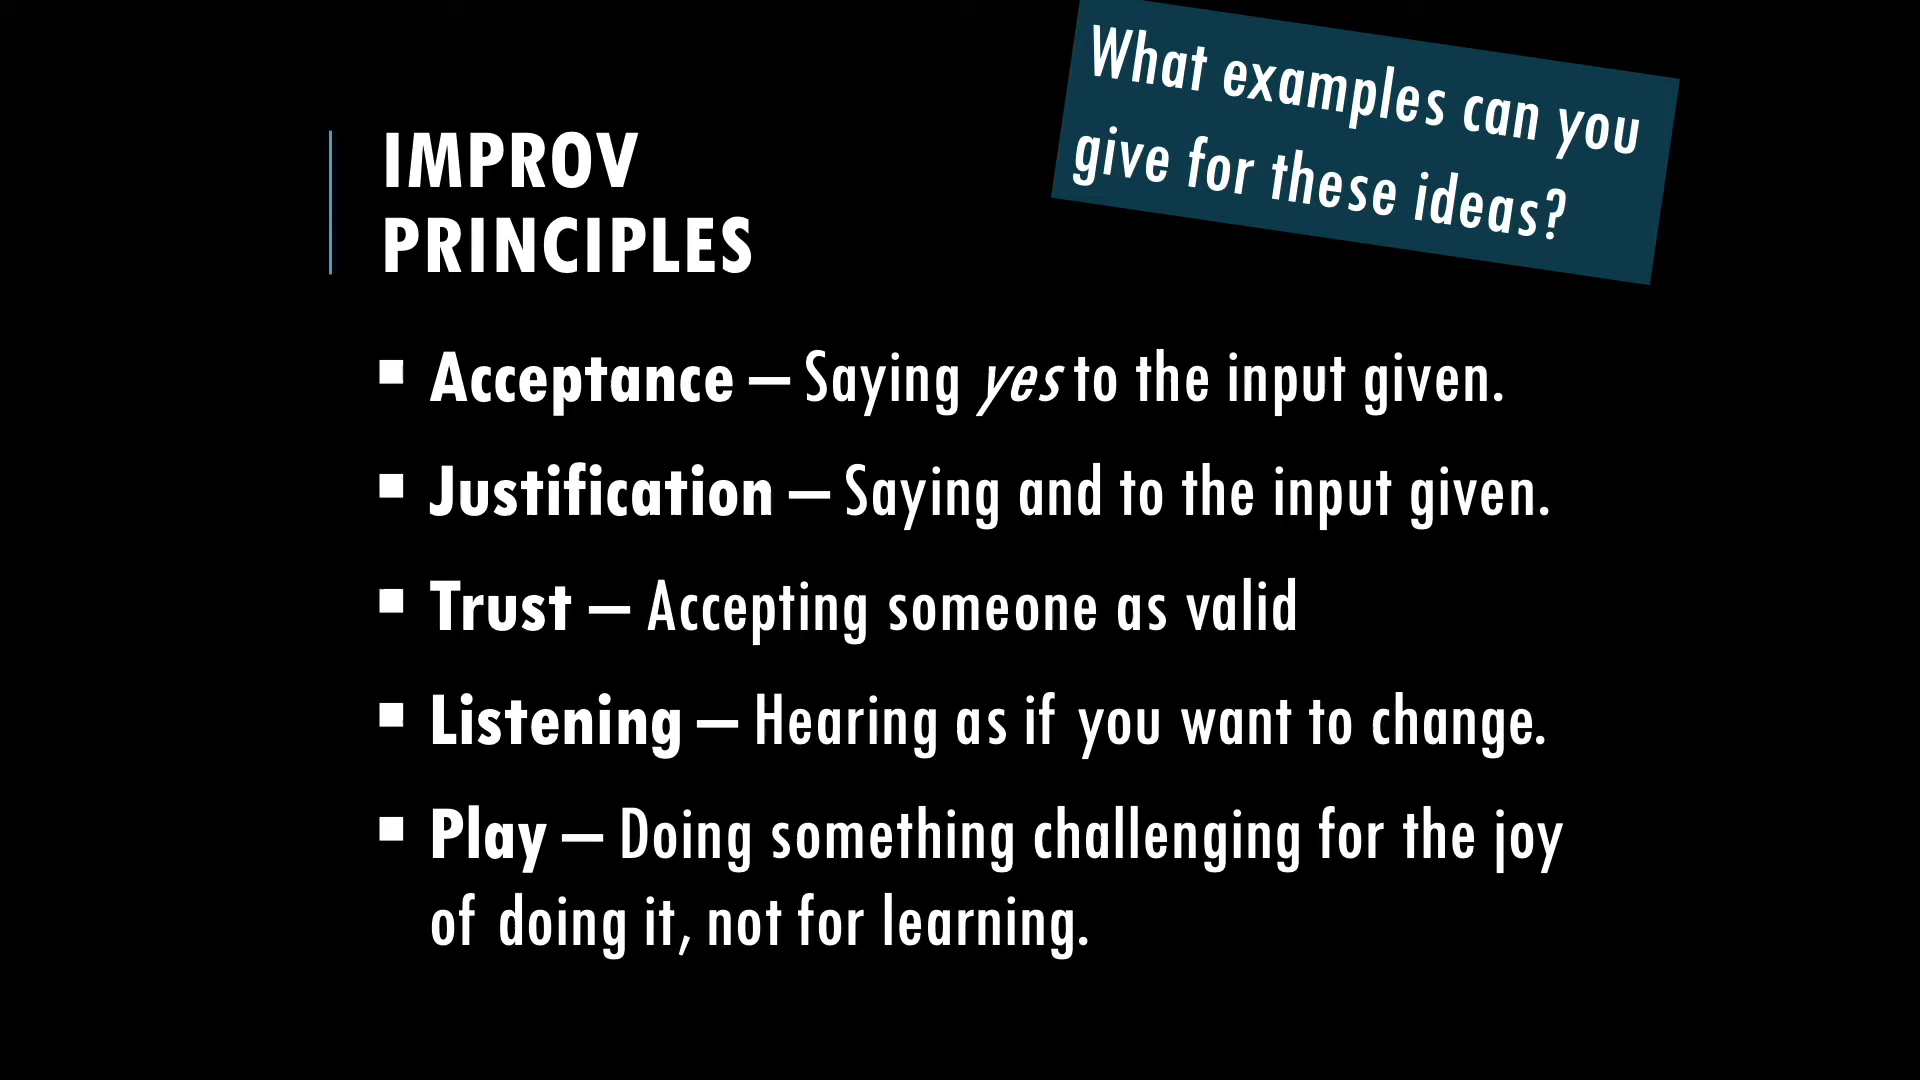 What examples can you
give for these ideas?
IMPROV
PRINCIPLES
▪ Acceptance – Saying yes to the input given.
▪ Justification – Saying and to the input given.
▪ Trust – Accepting someone as valid
▪ Listening – Hearing as if you want to change.
▪ Play – Doing something challenging for the joy
of doing it, not for learning.